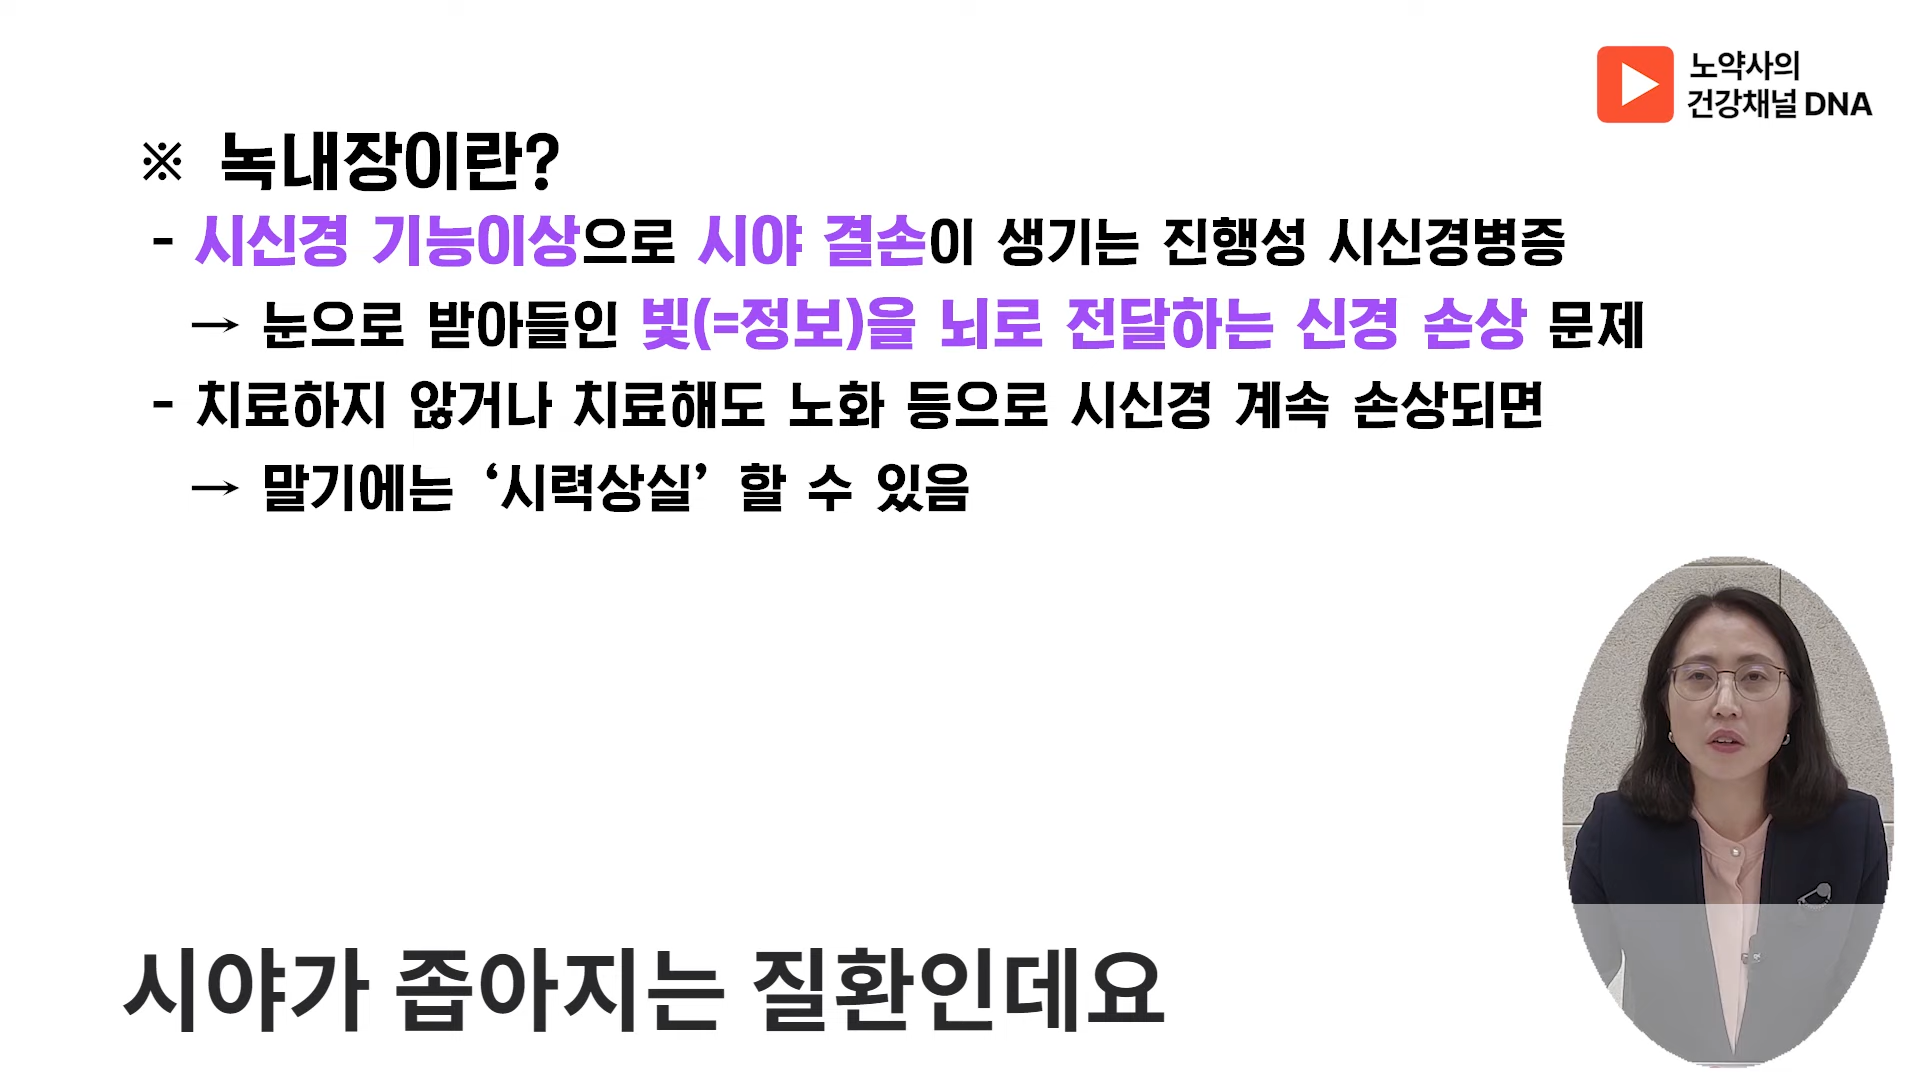 노약사의
건강채널 DNA
※ 녹내장이란?
- 시신경 기능이상으로 시야 결손이 생기는 진행성 시신경병증
→ 눈으로 받아들인 빛(=정보)을 뇌로 전달하는 신경 손상 문제
- 치료하지 않거나 치료해도 노화 등으로 시신경 계속 손상되면
→ 말기에는 ‘시력상실’ 할 수 있음
시야가 좁아지는 질환인데요